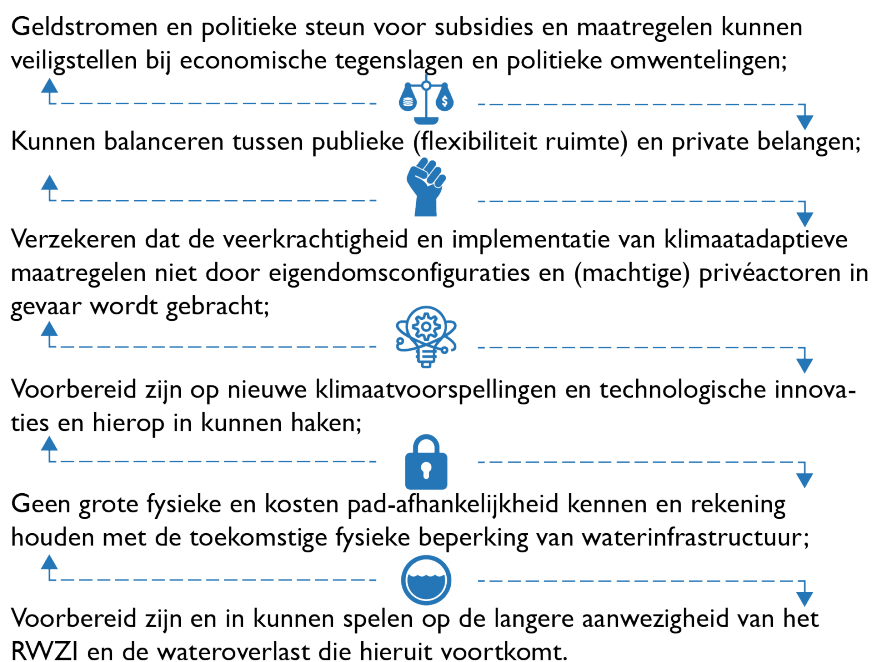 Geldstromen en politieke steun voor subsidies en maatregelen kunnen
veiligstellen bij economische tegenslagen en politieke omwentelingen;
$
Kunnen balanceren tussen publieke (flexibiliteit ruimte) en private belangen;
Verzekeren dat de veerkrachtigheid en implementatie van klimaatadaptieve
maatregelen niet door eigendomsconfiguraties en (machtige) privéactoren in
gevaar wordt gebracht;
Voorbereid zijn op nieuwe klimaatvoorspellingen en technologische innova-
ties en hierop in kunnen haken;
Geen grote fysieke en kosten pad-afhankelijkheid kennen en rekening
houden met de toekomstige fysieke beperking van waterinfrastructuur;
Voorbereid zijn en in kunnen spelen op de langere aanwezigheid van het
RWZI en de wateroverlast die hieruit voortkomt.